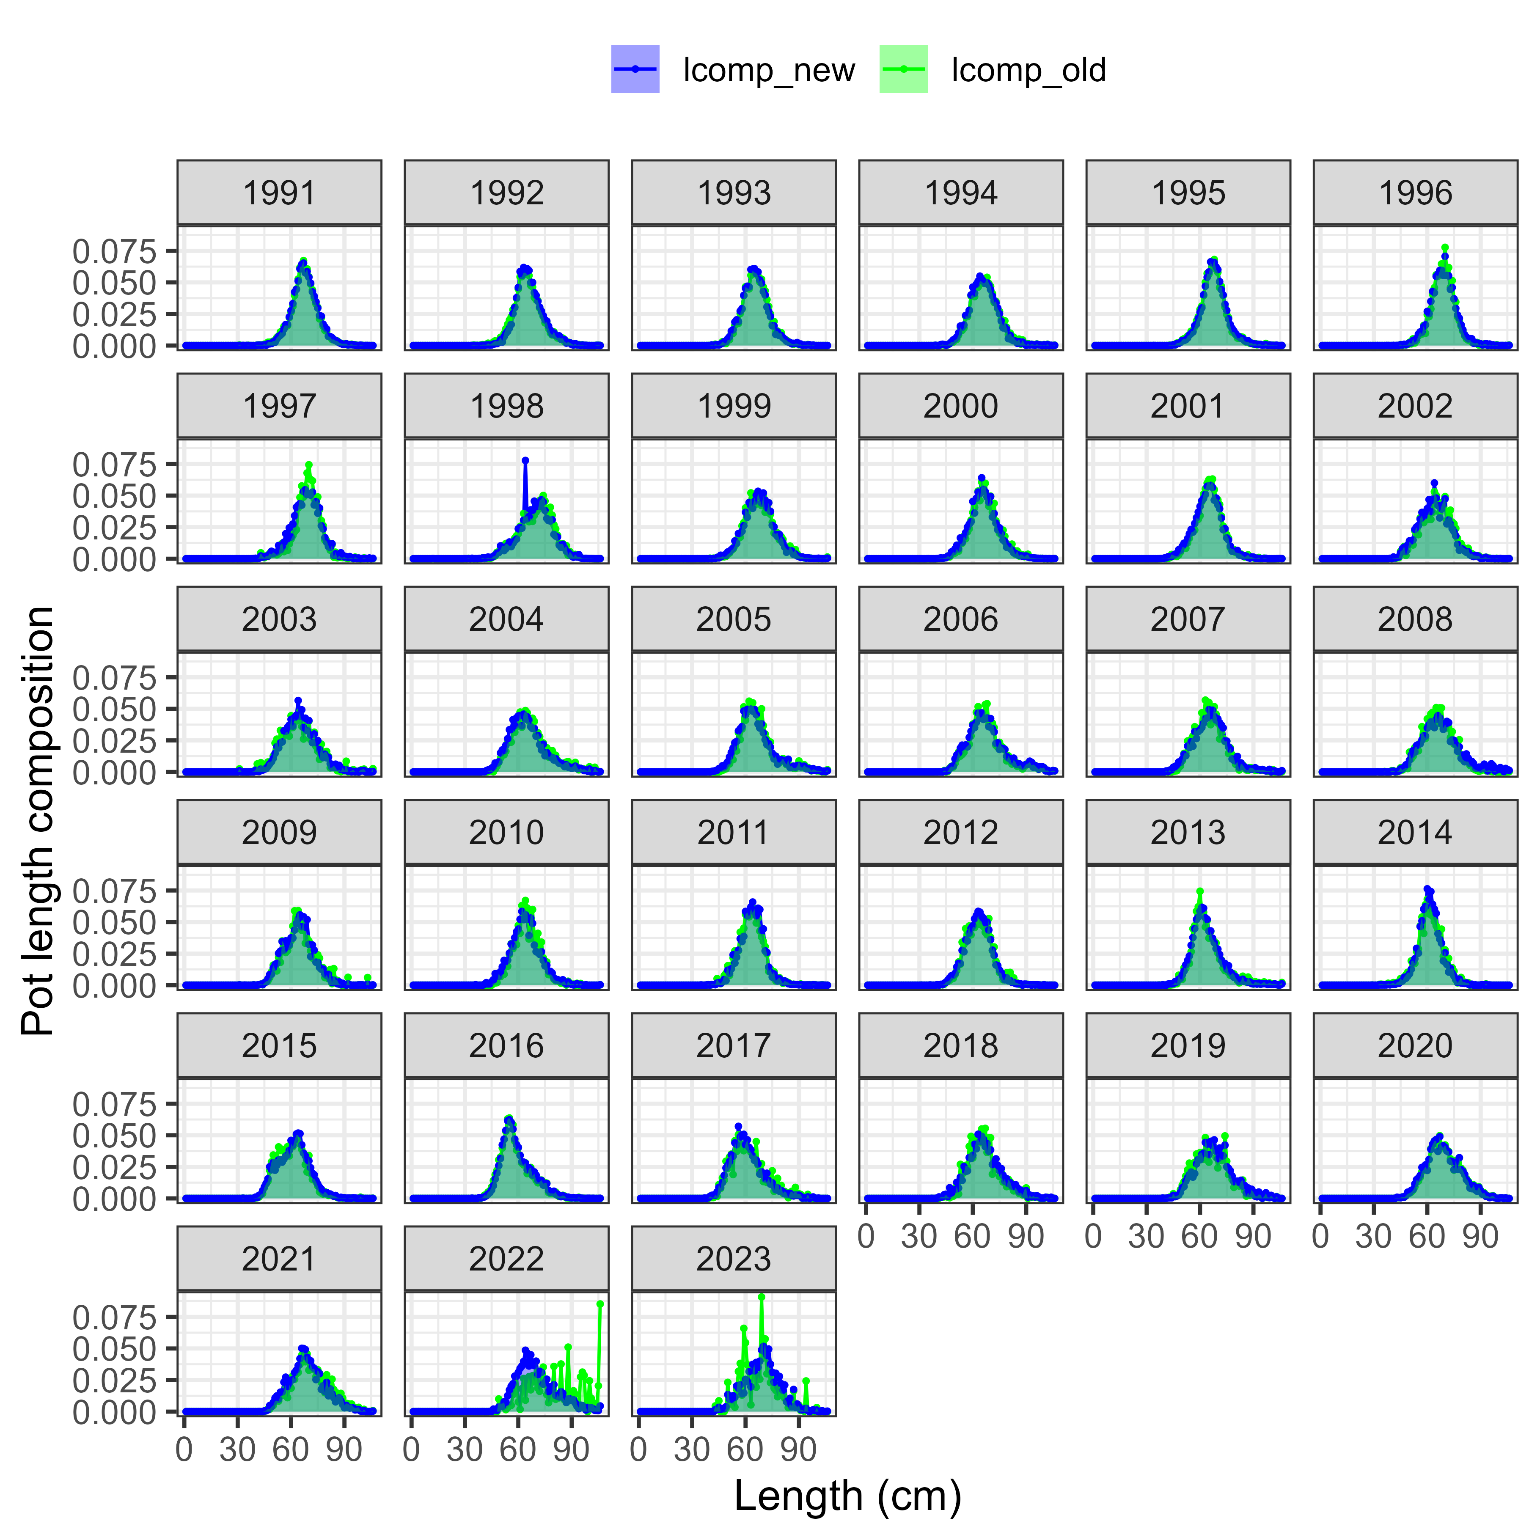 lcomp_new lcomp_old
1991 1992 1993 1994 1995 1996
0.075
0.050
0.025
0.000
1997 1998 1999 2000 2001 2002
0.075
0.050
0.025
0.000
2003 2004 2005 2006 2007 2008
0.075
0.050
0.025
0.000
2009 2010 2011 2012 2013 2014
0.075
0.050
0.025
0.000
2015 2016 2017 2018 2019 2020
0.075
0.050
0.025
0.000
0 30 60 90 0 30 60 90 0 30 60 90
2021 2022 2023
0.075
0.050
0.025
0.000
0 30 60 90 0 30 60 90 0 30 60 90
Length (cm)
Pot length composition